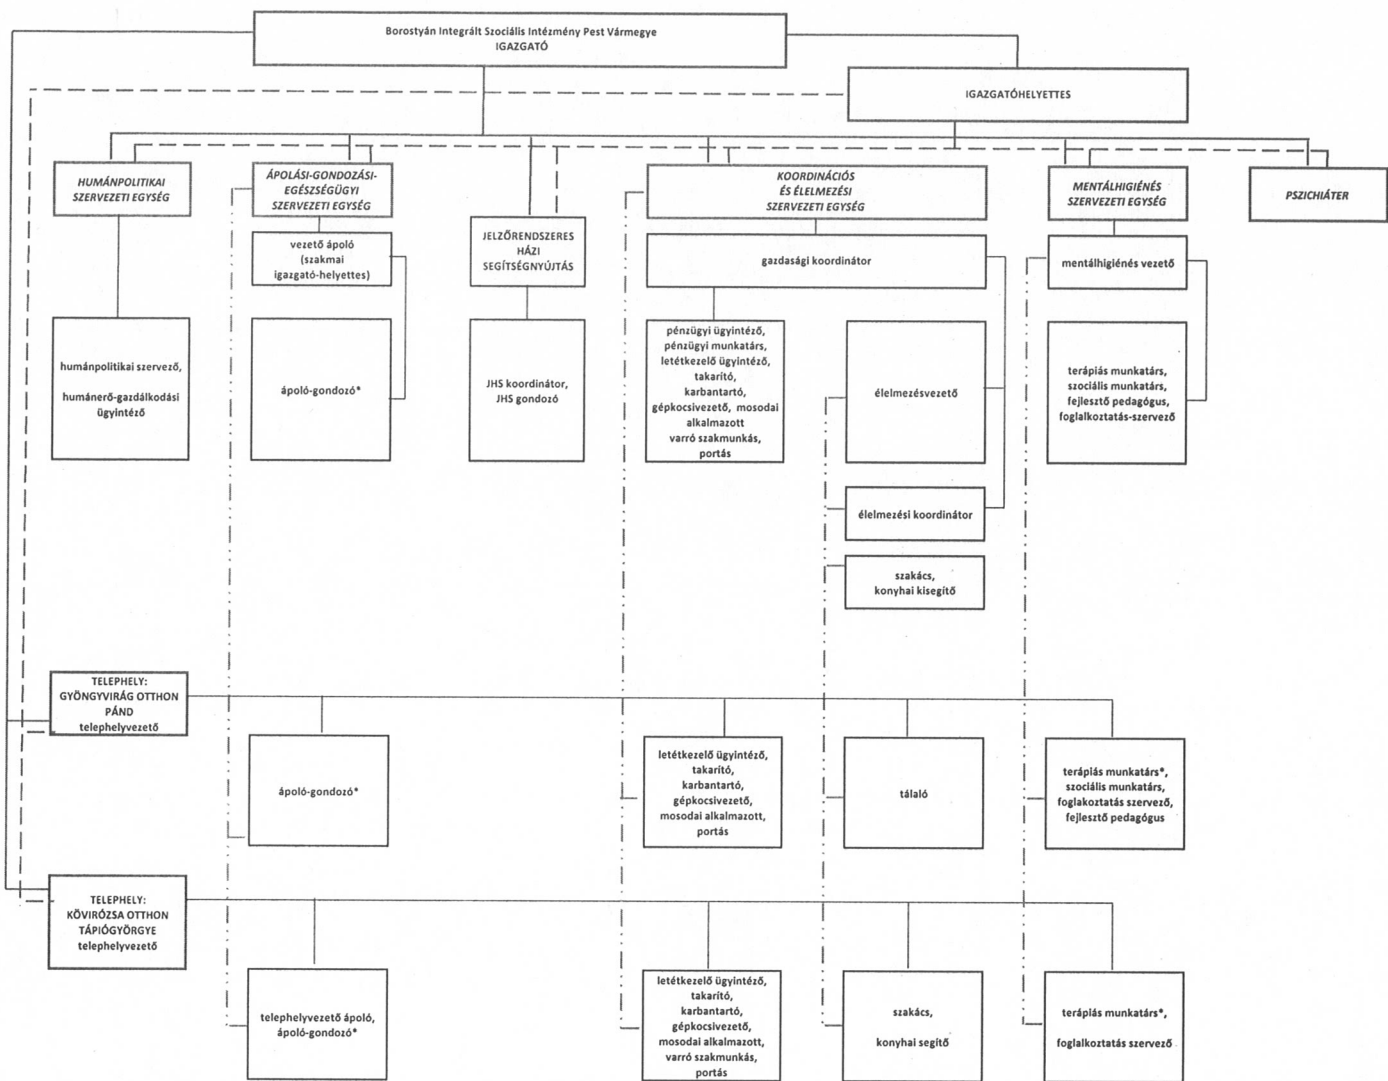 Borostyán Integrált Szociális Intézmény Pest Vármegye
IGAZGATÓ
IGAZGATÓHELYETTES
HUMÁNPOLITIKAI
SZERVEZETI EGYSÉG
ÁPOLÁSI-GONDOZÁSI-
EGÉSZSÉGÜGYI
SZERVEZETI EGYSÉG
KOORDINÁCIÓS
ÉS ÉLELMEZÉSI
SZERVEZETI EGYSÉG
MENTÁLHIGIÉNÉS
SZERVEZETI EGYSÉG
PSZICHIÁTER
vezető ápoló
(szakmai
igazgató-helyettes)
JELZŐRENDSZERES
HÁZI
SEGÍTSÉGNYÚJTÁS
gazdasági koordinátor
mentálhigiénés vezető
humánpolitikai szervező,
humánerő-gazdálkodási
ügyintéző
ápoló-gondozó*
JHS koordinátor,
JHS gondozó
pénzügyi ügyintéző,
pénzügyi munkatárs,
letétkezelő ügyintéző,
takarító,
karbantartó,
gépkocsivezető, mosodai
alkalmazott
varró szakmunkás,
portás
élelmezésvezető
terápiás munkatárs,
szociális munkatárs,
fejlesztő pedagógus,
foglalkoztatás-szervező
élelmezési koordinátor
szakács,
konyhai kisegítő
TELEPHELY:
GYÖNGYVIRÁG OTTHON
PÁND
telephelyvezető
ápoló-gondozó*
letétkezelő ügyintéző,
takarító,
karbantartó,
gépkocsivezető,
mosodai alkalmazott,
portás
tálaló
terápiás munkatárs*,
szociális munkatárs,
foglakoztatás szervező,
fejlesztő pedagógus
TELEPHELY:
KÖVIRÓZSA OTTHON
TÁPIÓGYÖRGYE
telephelyvezető
telephelyvezető ápoló,
ápoló-gondozó*
letétkezelő ügyintéző,
takarító,
karbantartó,
gépkocsivezető,
mosodai alkalmazott,
varró szakmunkás,
portás
szakács,
konyhai segítő
terápiás munkatárs*,
foglalkoztatás szervező